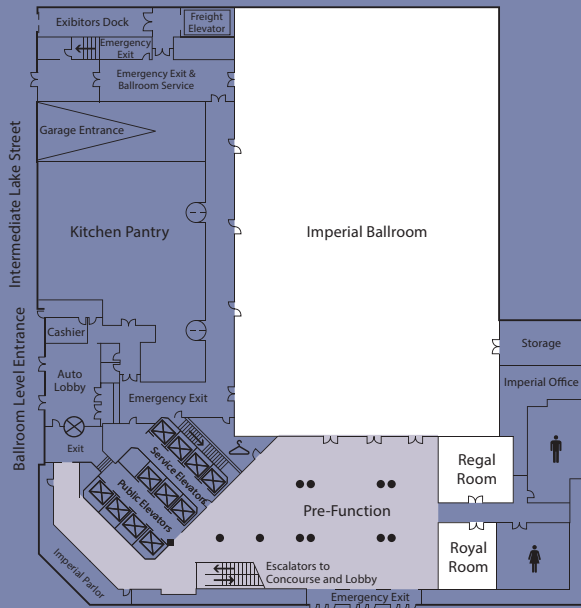 Exibitors Dock
Freight
Elevator
Emergency
Exit
Emergency Exit &
Ballroom Service
Garage Entrance
Intermediate Lake Street
Kitchen Pantry
Imperial Ballroom
Ballroom Level Entrance
Cashier
Storage
Auto
Lobby
Imperial Office
Emergency Exit
Exit
Service Elevators
Public Elevators
Regal
Room
Pre-Function
Royal
Room
Imperial Parlor
Escalators to
Concourse and Lobby
Emergency Exit